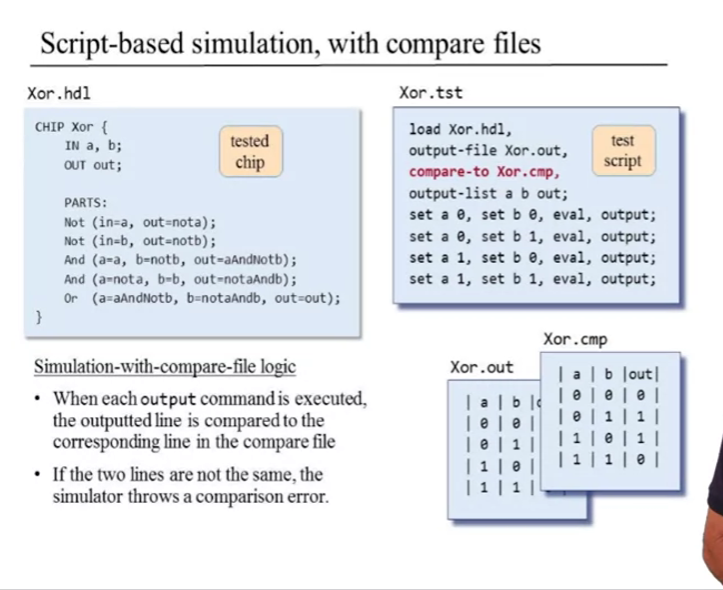 Script-based simulation, with compare files
Xor.hdl
CHIP Xor {
IN a, b;
OUT out;
PARTS:
Not (in=a, out=nota);
Not (in=b, out=notb);
And (a=a, b=notb, out=aAndNotb);
And (a=nota, b=b, out=notaAndb);
Or (a=aAndNotb, b=notaAndb, out=out);
}
tested
chip
Xor.tst
load Xor.hdl,
output-file Xor.out,
compare-to Xor.cmp,
output-list a b out;
set a 0, set b 0, eval, output;
set a 0, set b 1, eval, output;
set a 1, set b 0, eval, output;
set a 1, set b 1, eval, output;
test
script
Simulation-with-compare-file logic
• When each output command is executed,
the outputted line is compared to the
corresponding line in the compare file
• If the two lines are not the same, the
simulator throws a comparison error.
Xor.out
| a | b |
| 0 | 0 |
| 0 | 1 |
| 1 | 0 |
| 1 | 1 |
Xor.cmp
| a | b |out|
| 0 | 0 | 0 |
| 0 | 1 | 1 |
| 1 | 0 | 1 |
| 1 | 1 | 0 |